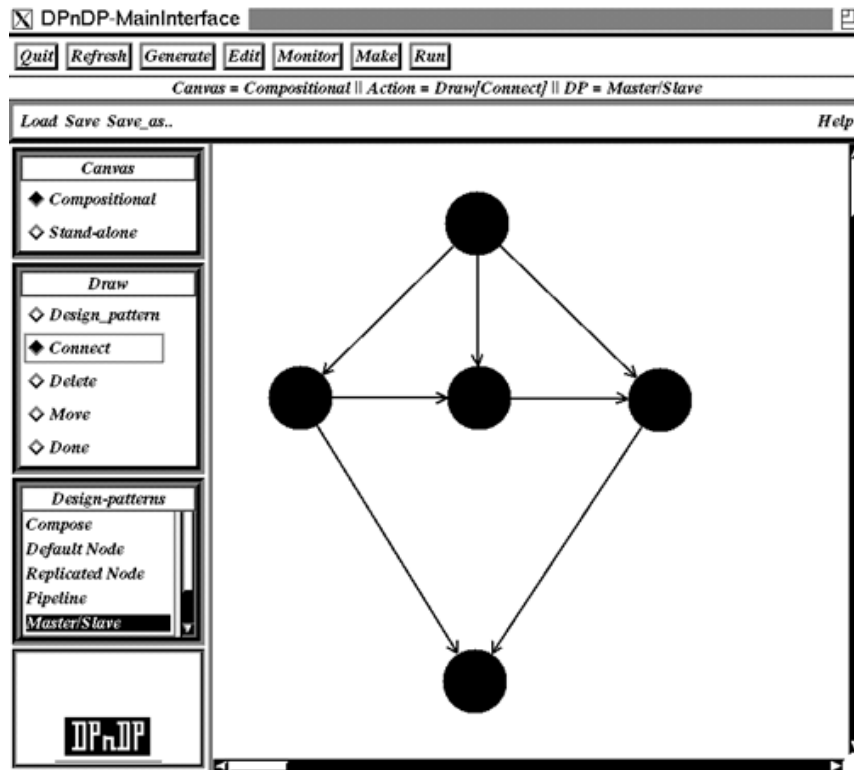 DPnDP-MainInterface
Quit Refresh Generate Edit Monitor Make Run
Canvas = Compositional || Action = Draw[Connect] || DP = Master/Slave
Load Save Save_as.. Help
Canvas
Compositional
Stand-alone
Draw
Design_pattern
Connect
Delete
Move
Done
Design-patterns
Compose
Default Node
Replicated Node
Pipeline
Master/Slave
DPnDP